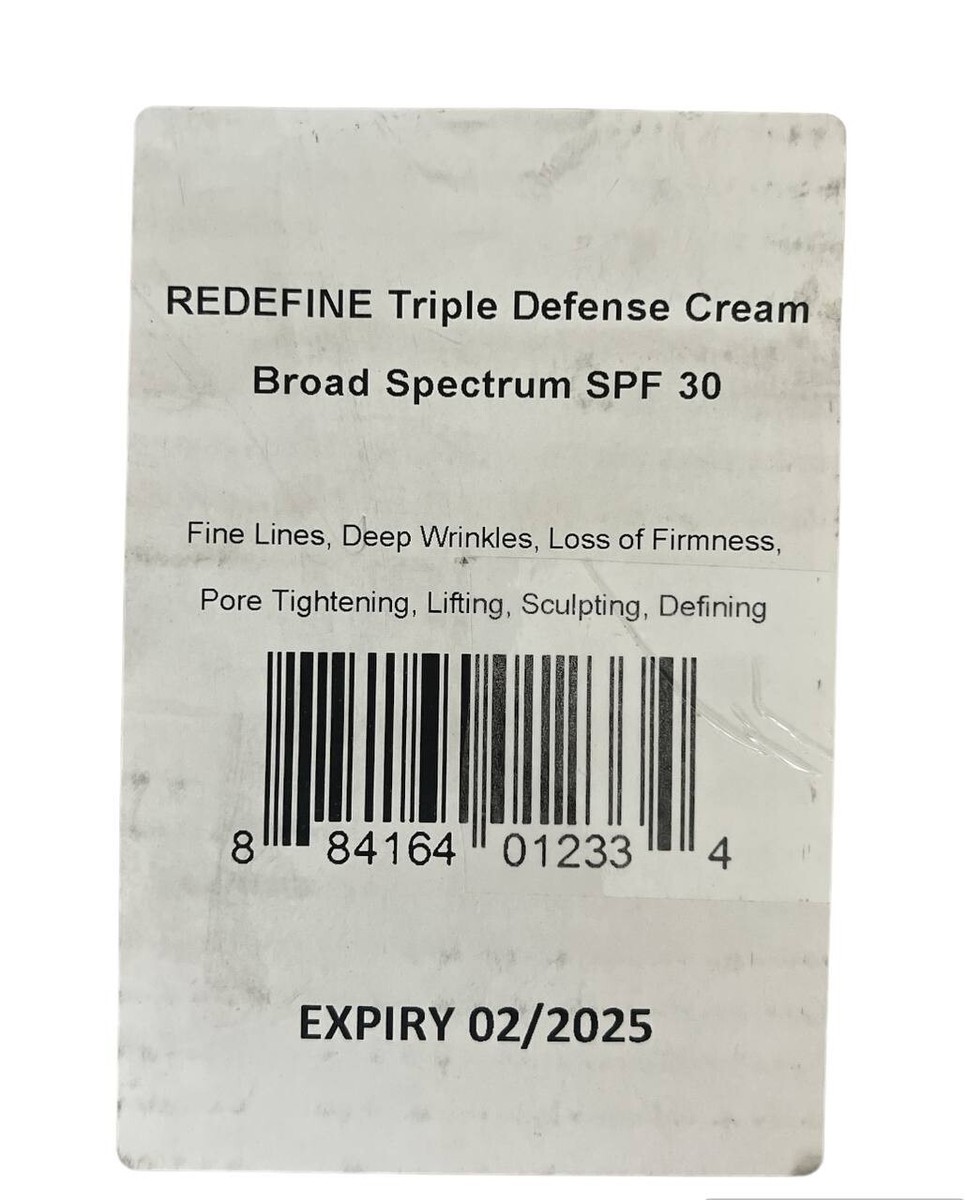 REDEFINE Triple Defense Cream
Broad Spectrum SPF 30
Fine Lines, Deep Wrinkles, Loss of Firmness,
Pore Tightening, Lifting, Sculpting, Defining
8 84164 01233 4
EXPIRY 02/2025